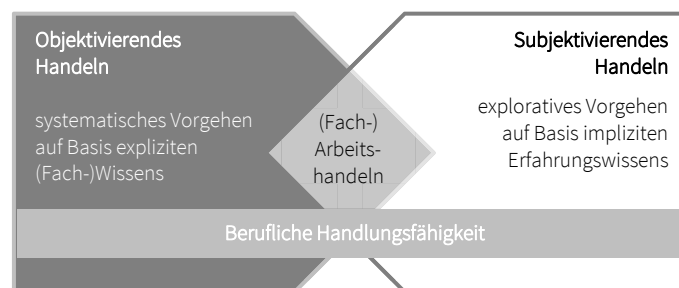 Objektivierendes
Handeln
systematisches Vorgehen
auf Basis expliziten
(Fach-)Wissens
(Fach-)
Arbeits-
handeln
Subjektivierendes
Handeln
exploratives Vorgehen
auf Basis impliziten
Erfahrungswissens
Berufliche Handlungsfähigkeit